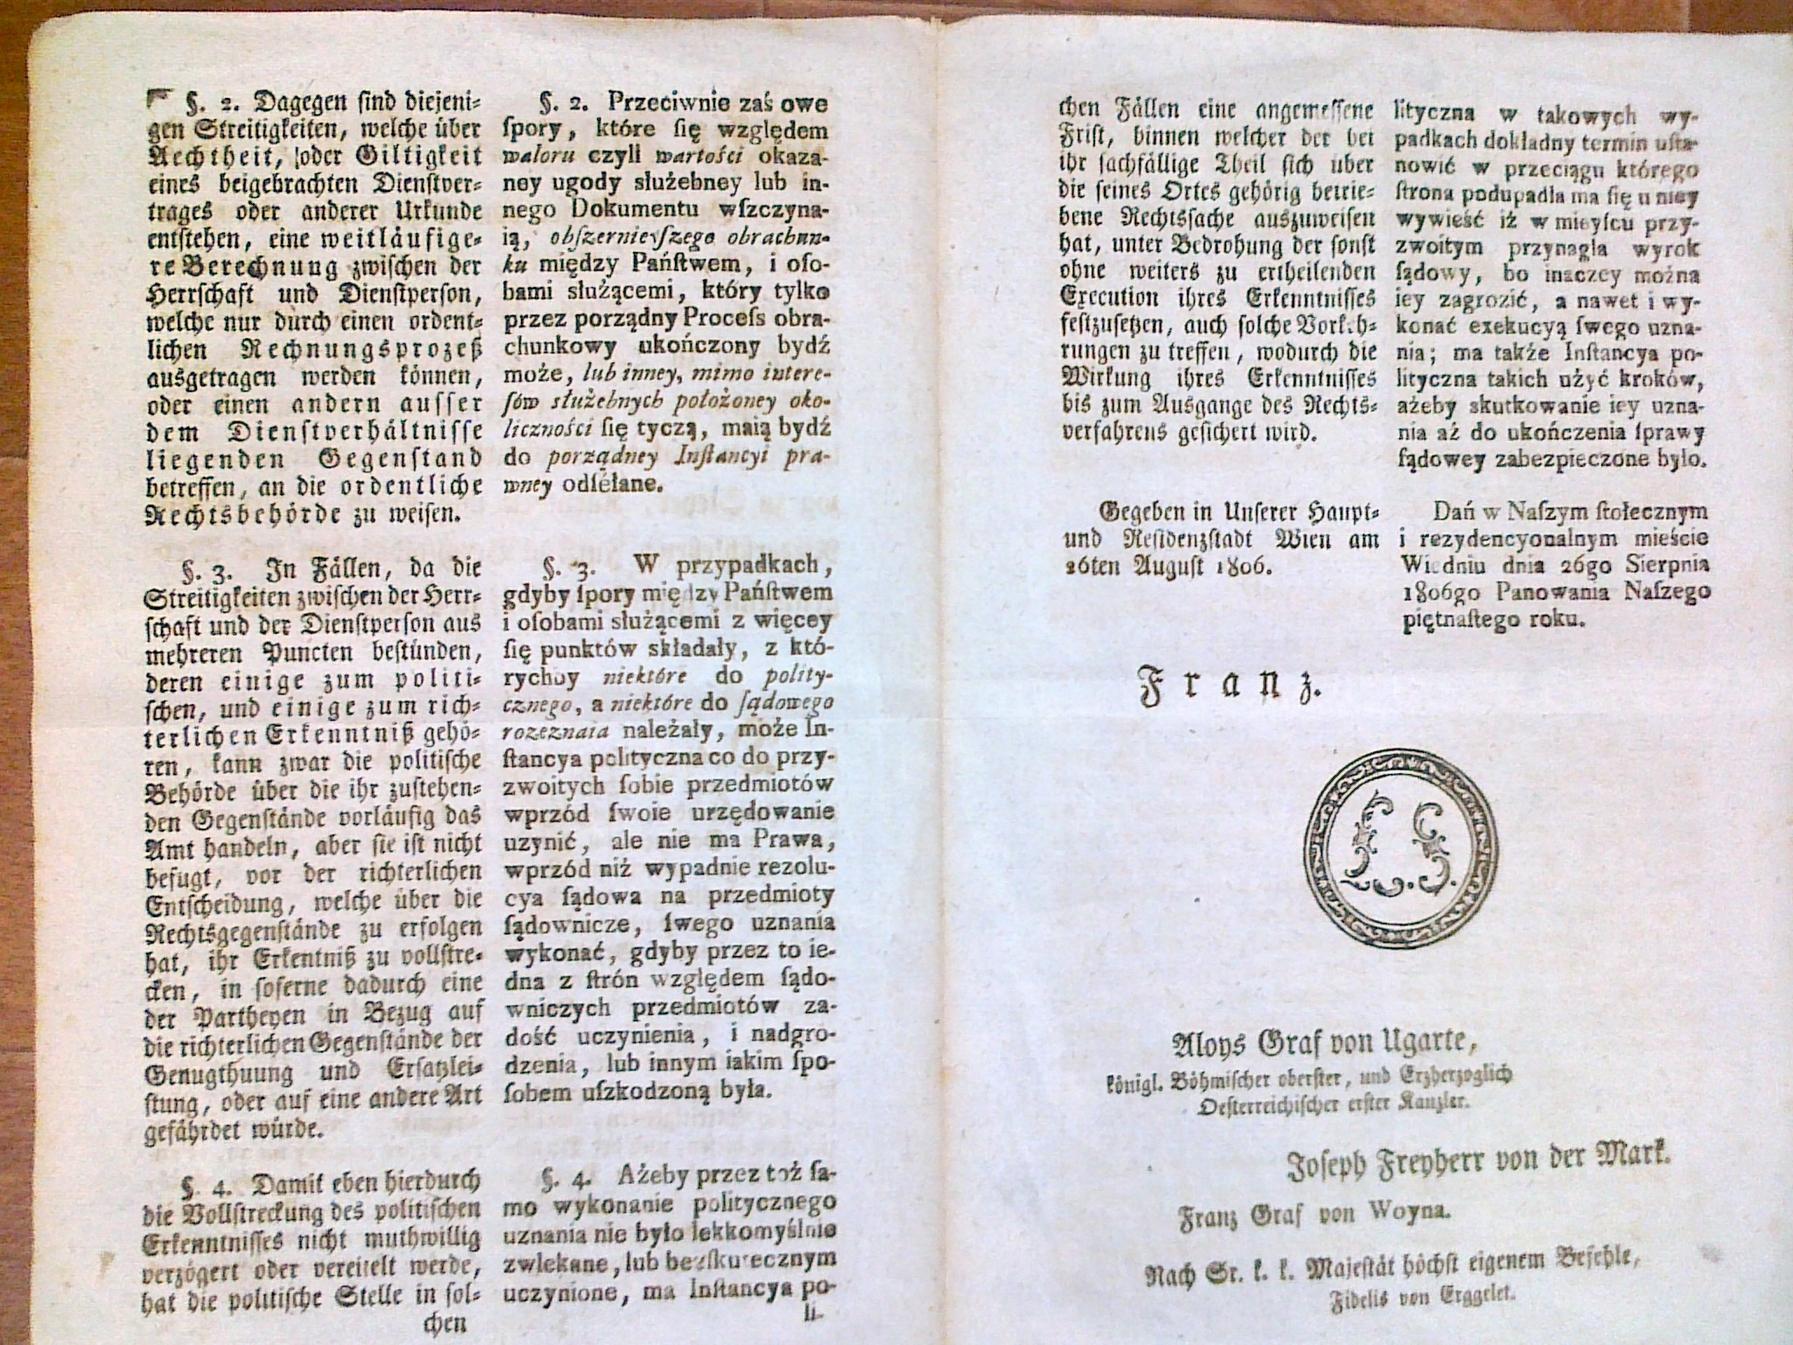 §. 2. Dagegen ſind diejeni⸗
gen Streitigkeiten, welche über
Aechtheit, oder Giltigkeit
eines beigebrachten Dienſtver⸗
trages oder anderer Urkunde
entſtehen, eine weitläufige⸗
re Berechnung zwiſchen der
Herrſchaft und Dienſtperſon,
welche nur durch einen ordent⸗
lichen Rechnungsprozeß
ausgetragen werden können,
oder einen andern auſſer
dem Dienſtverhältniſſe
liegenden Gegenſtand
betreffen, an die ordentliche
Rechtsbehörde zu weiſen.
§. 3. In Fällen, da die
Streitigkeiten zwiſchen der Herr⸗
ſchaft und der Dienſtperſon aus
mehreren Puncten beſtünden,
deren einige zum politi⸗
ſchen, und einige zum rich⸗
terlichen Erkenntniß gehö⸗
ren, kann zwar die politiſche
Behörde über die ihr zuſtehen⸗
den Gegenſtände vorläufig das
Amt handeln, aber ſie iſt nicht
befugt, vor der richterlichen
Entſcheidung, welche über die
Rechtsgegenſtände zu erfolgen
hat, ihr Erkentniß zu vollſtre⸗
cken, in ſoferne dadurch eine
der Partheyen in Bezug auf
die richterlichen Gegenſtände der
Genugthuung und Erſatzlei⸗
ſtung, oder auf eine andere Art
gefährdet würde.
§. 4. Damit eben hierdurch
die Vollſtreckung des politiſchen
Erkenntniſſes nicht muthwillig
verzögert oder vereitelt werde,
hat die politiſche Stelle in ſol⸗
chen
§. 2. Przeciwnie zaś owe
ſpory, które ſię względem
waloru czyli wartości okaza-
ney ugody służebney lub in-
nego Dokumentu wſzczyna-
ią, obſzernieyſzego obrachun-
ku między Pańſtwem, i oſo-
bami służącemi, który tylko
przez porządny Proceſs obra-
chunkowy ukończony bydź
może, lub inney, mimo intere-
ſów służebnych położoney oko-
liczności ſię tyczą, maią bydź
do porządney Inſtancyi pra-
wney odſéłane.
§. 3. W przypadkach,
gdyby ſpory między Pańſtwem
i oſobami służącemi z więcey
ſię punktów składały, z któ-
rychby niektóre do polity-
cznego, a niektóre do ſądowego
rozeznaia należały, może In-
ſtancya polityczna co do przy-
zwoitych ſobie przedmiotów
wprzód ſwoie urzędowanie
uzynić, ale nie ma Prawa,
wprzód niż wypadnie rezolu-
cya ſądowa na przedmioty
ſądownicze, ſwego uznania
wykonać, gdyby przez to ie-
dna z ſtrón względem ſądo-
wniczych przedmiotów za-
dość uczynienia, i nadgro-
dzenia, lub innym iakim ſpo-
ſobem uſzkodzoną była.
§. 4. Ażeby przez toż ſa-
mo wykonanie politycznego
uznania nie było lekkomyślnie
zwlekane, lub bezſkutecznym
uczynione, ma Inſtancya po-
li-
chen Fällen eine angemeſſene
Friſt, binnen welcher der bei
ihr ſachfällige Theil ſich über
die ſeines Ortes gehörig betrie⸗
bene Rechtsſache auszuweiſen
hat, unter Bedrohung der ſonſt
ohne weiters zu ertheilenden
Execution ihres Erkenntniſſes
feſtzuſetzen, auch ſolche Vorkeh⸗
rungen zu treffen, wodurch die
Wirkung ihres Erkenntniſſes
bis zum Ausgange des Rechts⸗
verfahrens geſichert wird.
Gegeben in Unſerer Haupt⸗
und Reſidenzſtadt Wien am
26ten Auguſt 1806.
lityczna w takowych wy-
padkach dokładny termin uſta-
nowić w przeciągu którego
ſtrona podupadła ma ſię u niey
wywieść iż w mieyſcu przy-
zwoitym przynagla wyrok
ſądowy, bo inaczey można
iey zagrozić, a nawet i wy-
konać exekucyą ſwego uzna-
nia; ma także Inſtancya po-
lityczna takich użyć kroków,
ażeby skutkowanie iey uzna-
nia aż do ukończenia ſprawy
ſądowey zabezpieczone było.
Dań w Naſzym ſtołecznym
i rezydencyonalnym mieście
Wiedniu dnia 26go Sierpnia
1806go Panowania Naſzego
piętnaſtego roku.
Franz.
L. S.
Aloys Graf von Ugarte,
königl. Böhmiſcher oberſter, und Erzherzoglich
Oeſterreichiſcher erſter Kanzler.
Joſeph Freyherr von der Mark.
Franz Graf von Woyna.
Nach Sr. k. k. Majeſtät höchſt eigenem Befehle,
Fidelis von Erggelet.